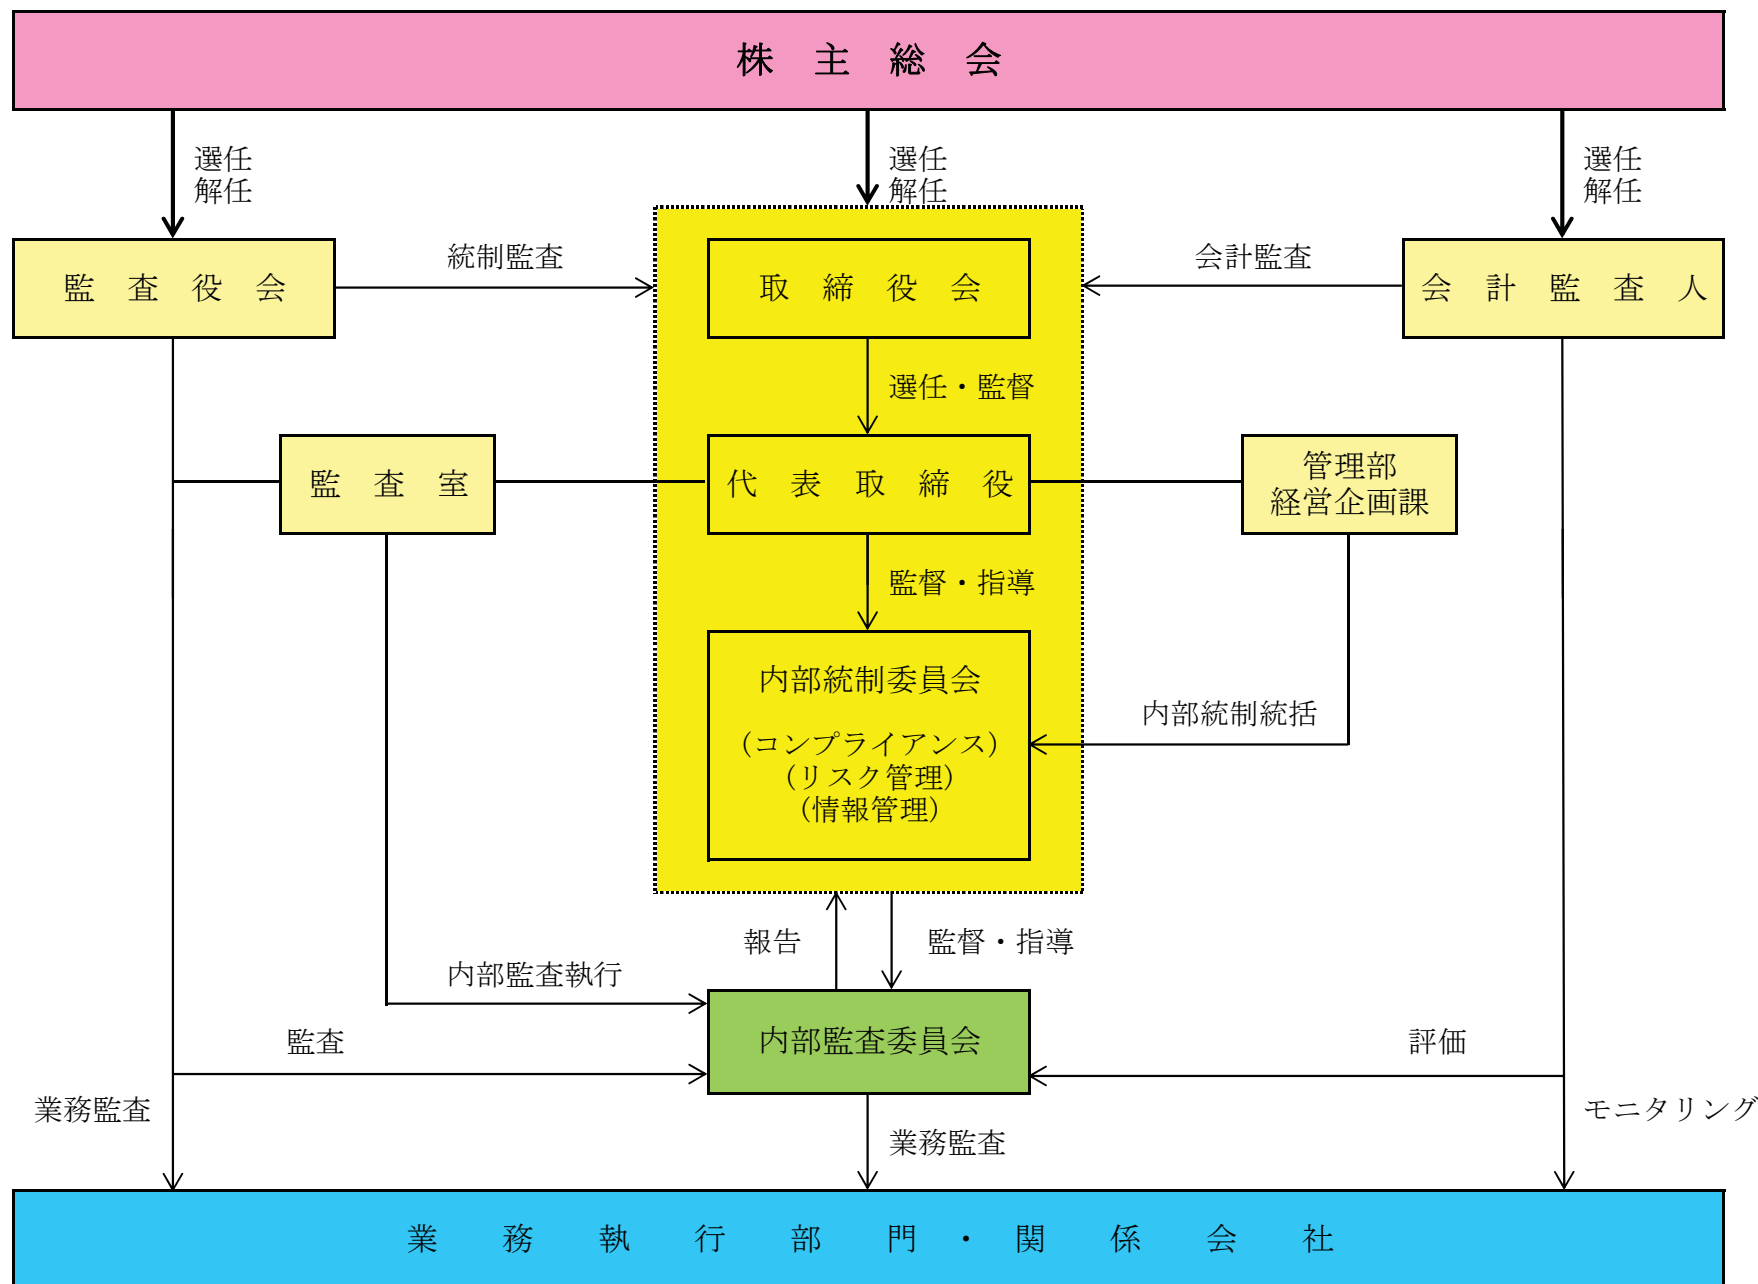 株　主　総　会
選任
解任
選任
解任
選任
解任
監　査　役　会
統制監査
取　締　役　会
会計監査
会　計　監　査　人
選任・監督
監　査　室
代　表　取　締　役
管理部
経営企画課
監督・指導
内部統制委員会
（コンプライアンス）
（リスク管理）
（情報管理）
内部統制統括
報告
監督・指導
内部監査執行
内部監査委員会
監査
評価
業務監査
業務監査
モニタリング
業　務　執　行　部　門　・　関　係　会　社